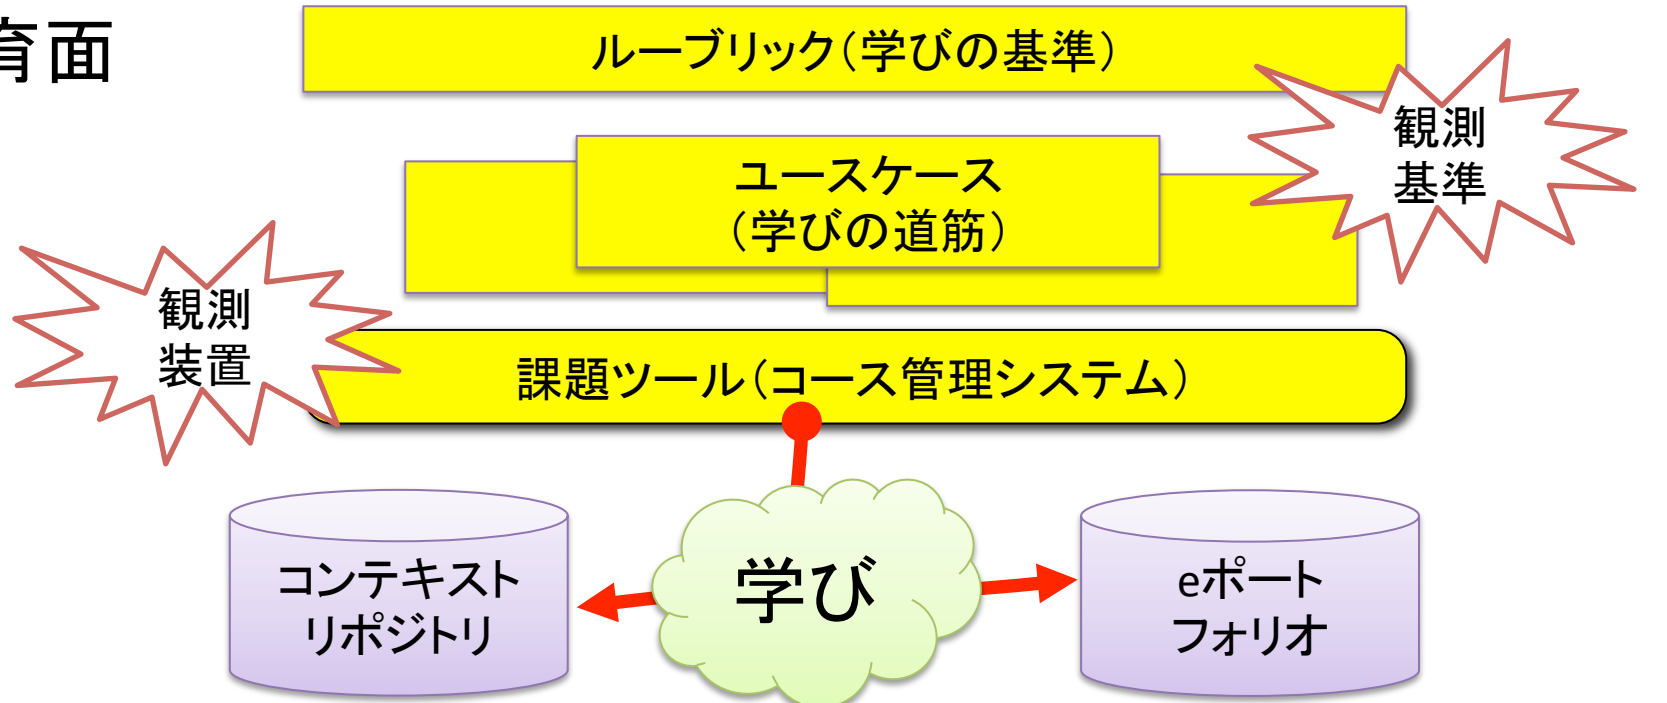 育面
ルーブリック（学びの基準）
観測
基準
ユースケース
（学びの道筋）
観測
装置
課題ツール（コース管理システム）
コンテキスト
リポジトリ
学び
eポート
フォリオ